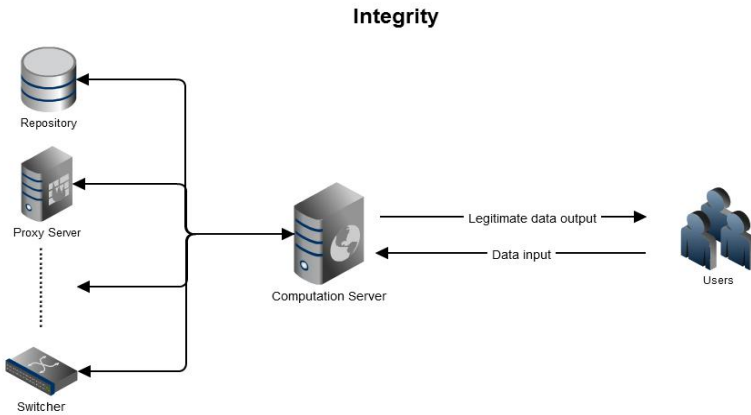 Integrity
Repository
Proxy Server
Switcher
Computation Server
Legitimate data output
Data input
Users